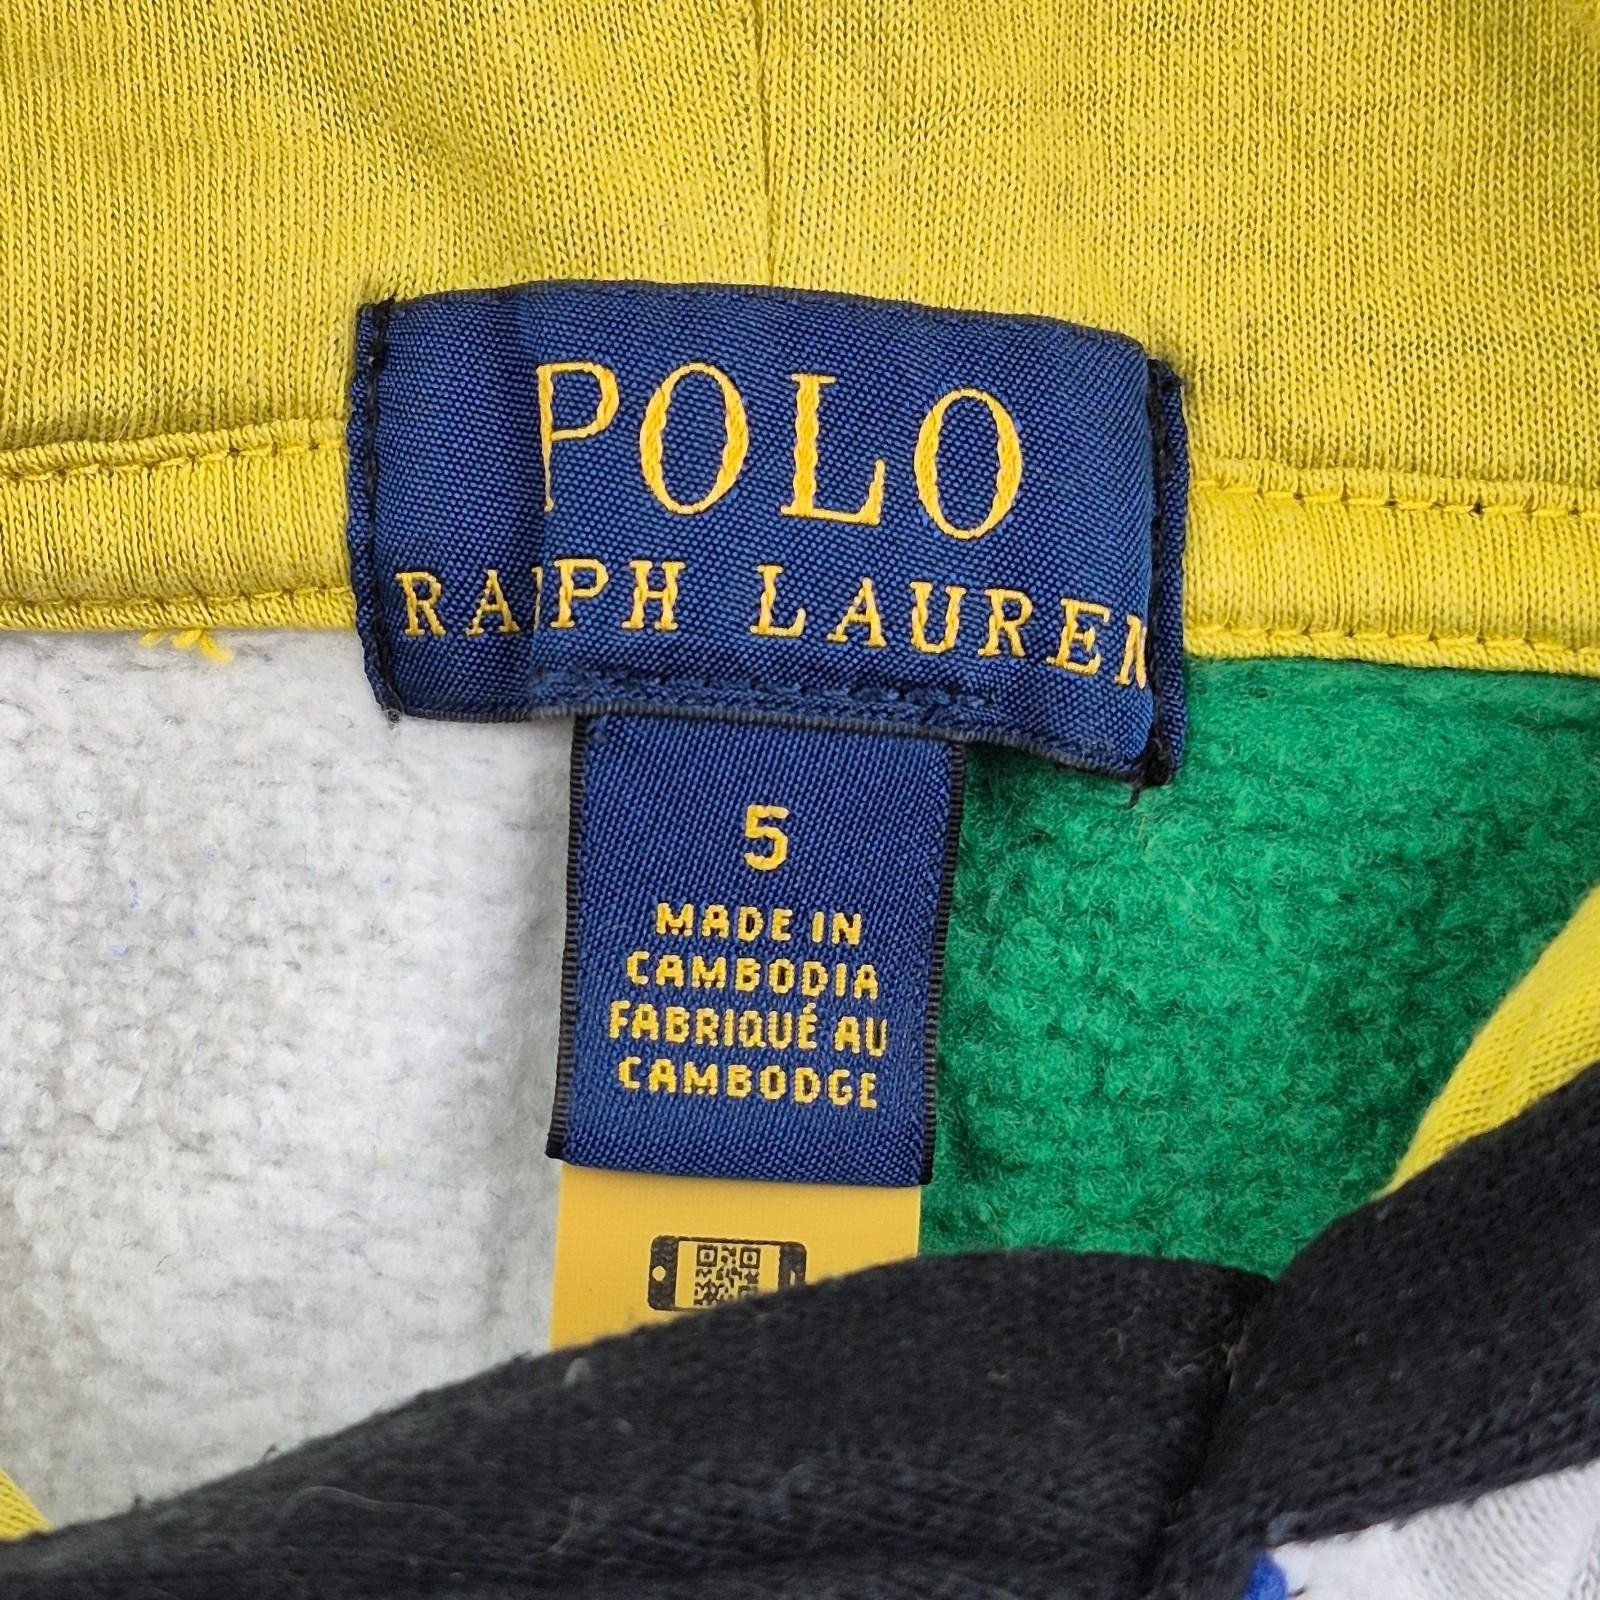 POLO
RALPH LAUREN
5
MADE IN
CAMBODIA
FABRIQUÉ AU
CAMBODGE